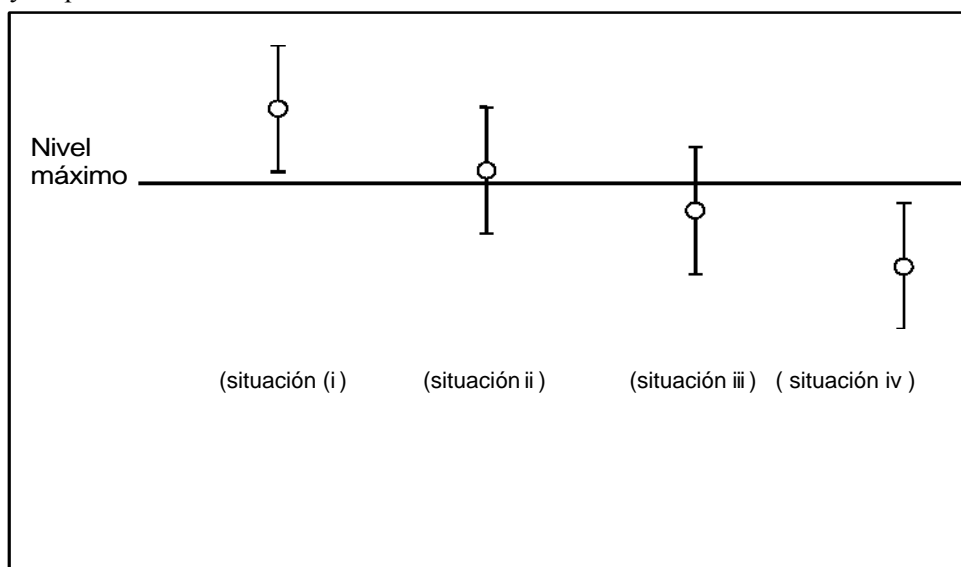 Nivel
máximo
(situación (i ) (situación ii ) (situación iii ) ( situación iv )